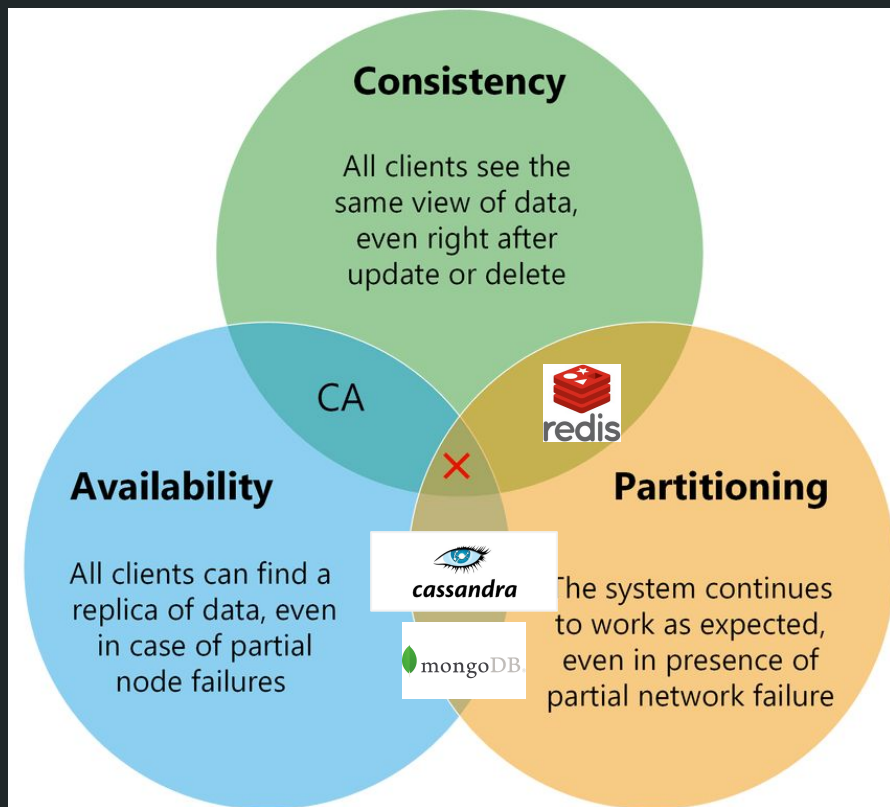 Consistency
All clients see the
same view of data,
even right after
update or delete
CA
redis
Availability
All clients can find a
replica of data, even
in case of partial
node failures
cassandra
mongoDB.
Partitioning
The system continues
to work as expected,
even in presence of
partial network failure